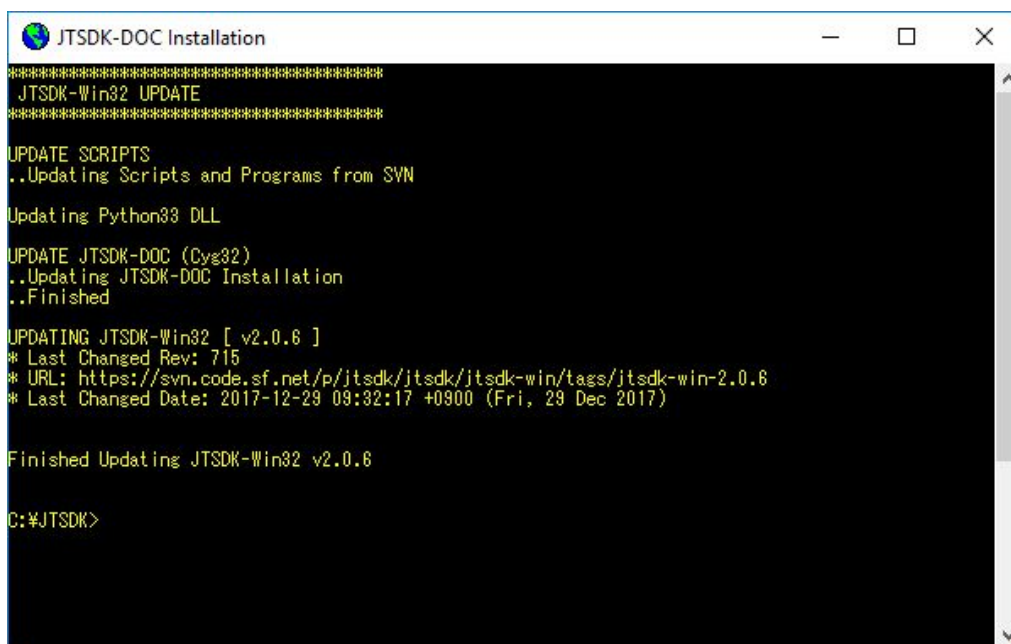 JTSDK-DOC Installation
*************************************
JTSDK-Win32 UPDATE
*************************************
UPDATE SCRIPTS
..Updating Scripts and Programs from SVN
Updating Python33 DLL
UPDATE JTSDK-DOC (Cyg32)
..Updating JTSDK-DOC Installation
..Finished
UPDATING JTSDK-Win32 [ v2.0.6 ]
* Last Changed Rev: 715
* URL: https://svn.code.sf.net/p/jtsdk/jtsdk/jtsdk-win/tags/jtsdk-win-2.0.6
* Last Changed Date: 2017-12-29 09:32:17 +0900 (Fri, 29 Dec 2017)
Finished Updating JTSDK-Win32 v2.0.6
C:¥JTSDK>